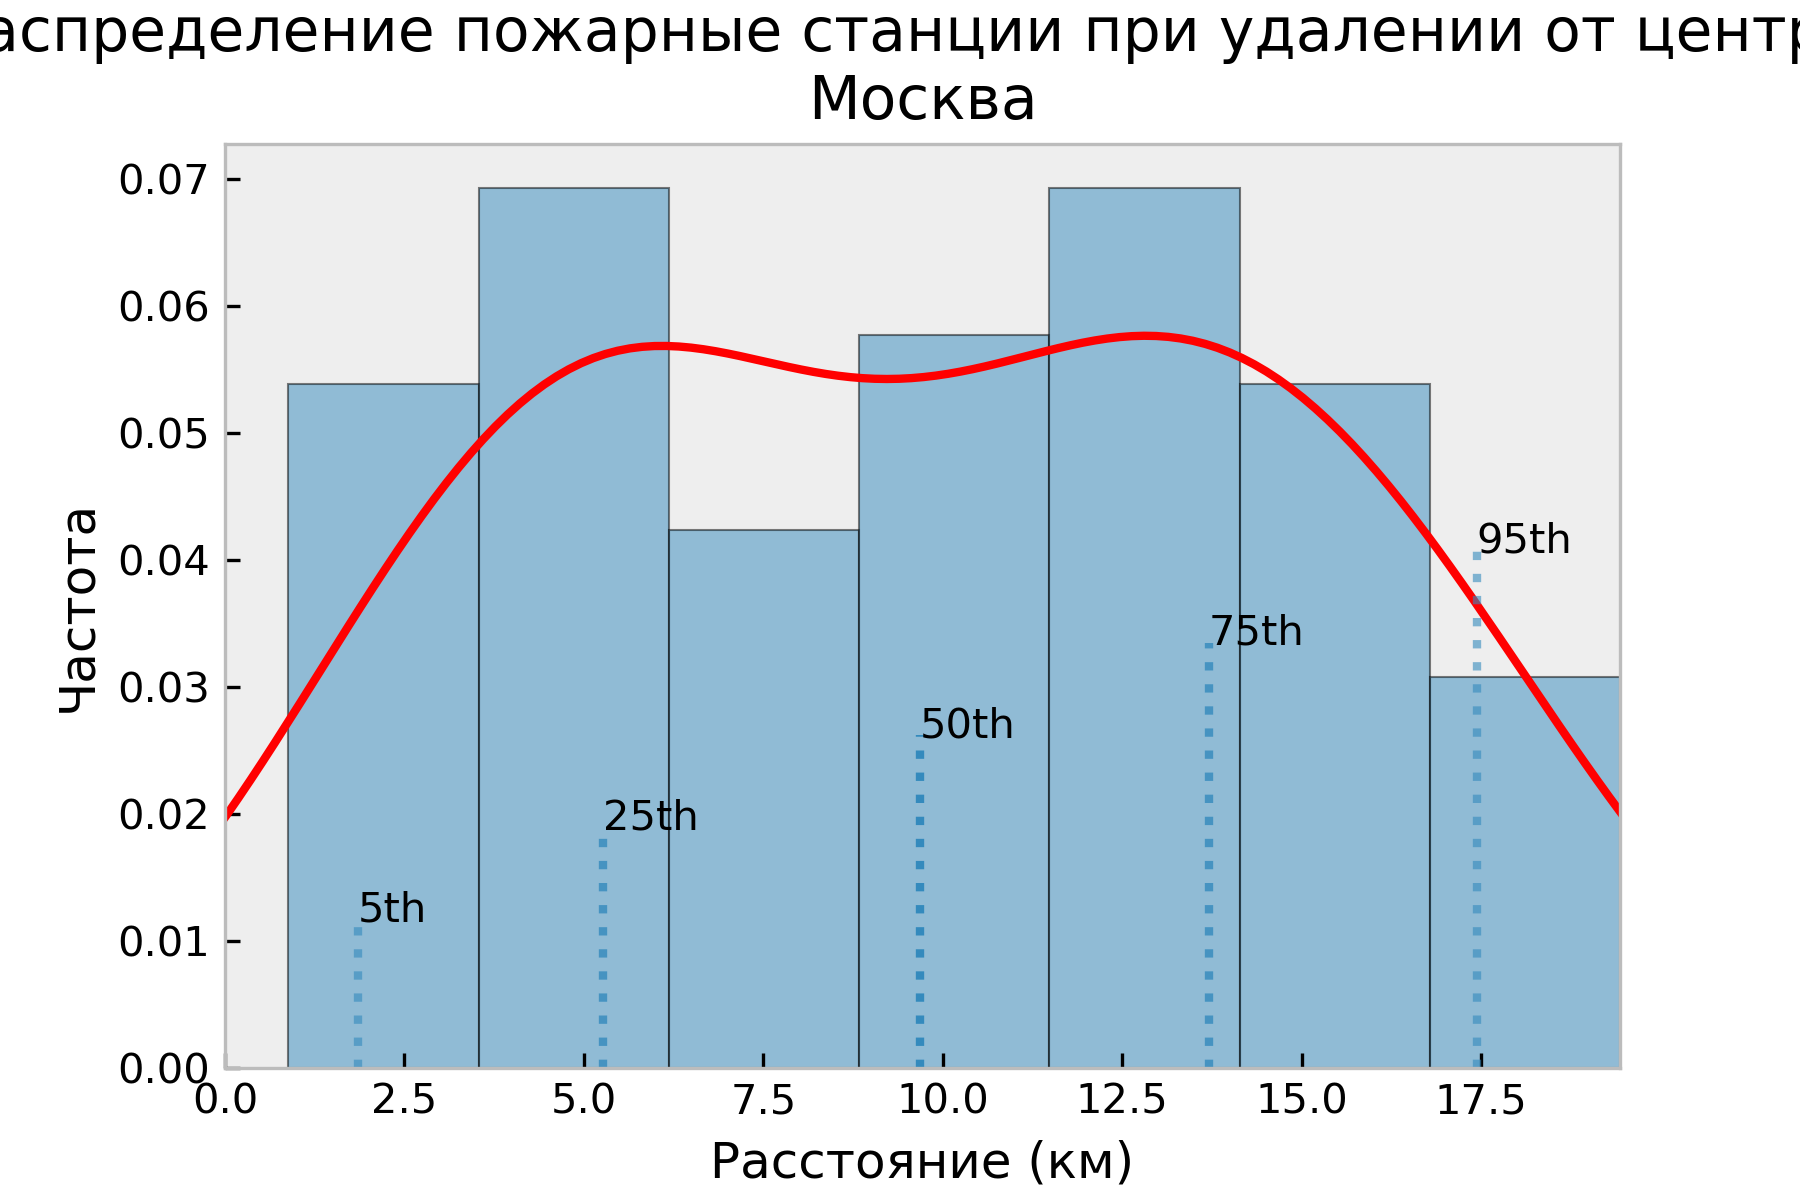 аспределение пожарные станции при удалении от центр
Москва
0.07
0.06
0.05
0.04
0.03
0.02
0.01
0.00
Частота
95th
75th
50th
25th
5th
0.0 2.5 5.0 7.5 10.0 12.5 15.0 17.5
Расстояние (км)